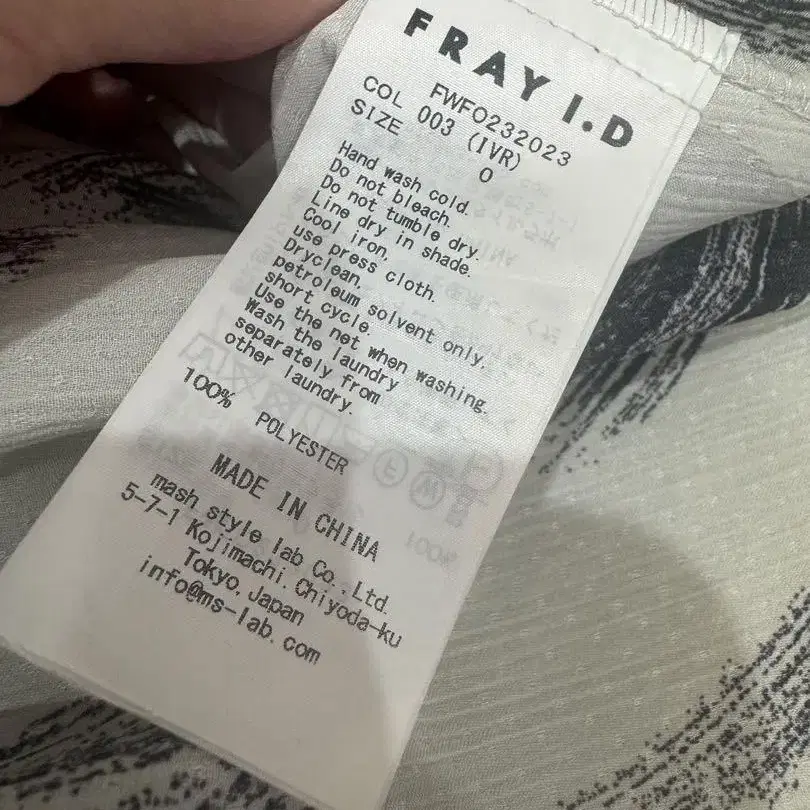 FRAY I.D
FWFO232023
COL 003 (IVR)
SIZE 0
Hand wash cold.
Do not bleach.
Do not tumble dry.
Line dry in shade.
Cool iron,
use press cloth.
Dryclean,
petroleum solvent only.
short cycle.
Use the net when washing.
Wash the laundry
separately from
other laundry.
100% POLYESTER
MADE IN CHINA
mash style lab Co., Ltd.
5-7-1 Kojimachi, Chiyoda-ku
Tokyo, Japan
info@ms-lab.com